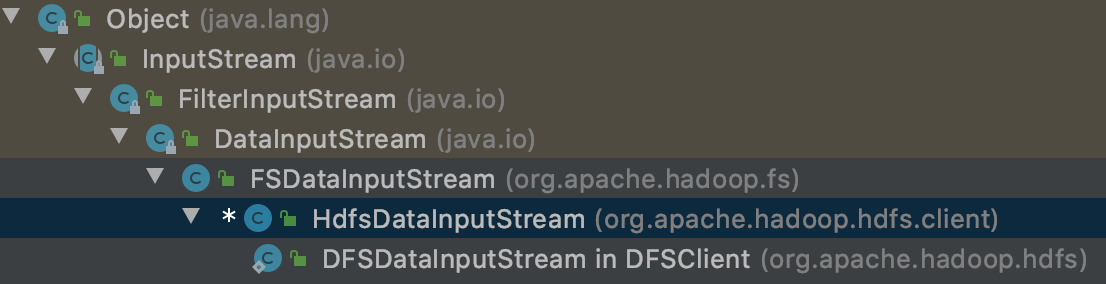 Object (java.lang)
InputStream (java.io)
FilterInputStream (java.io)
DataInputStream (java.io)
FSDataInputStream (org.apache.hadoop.fs)
* HdfsDataInputStream (org.apache.hadoop.hdfs.client)
DFSDataInputStream in DFSClient (org.apache.hadoop.hdfs)